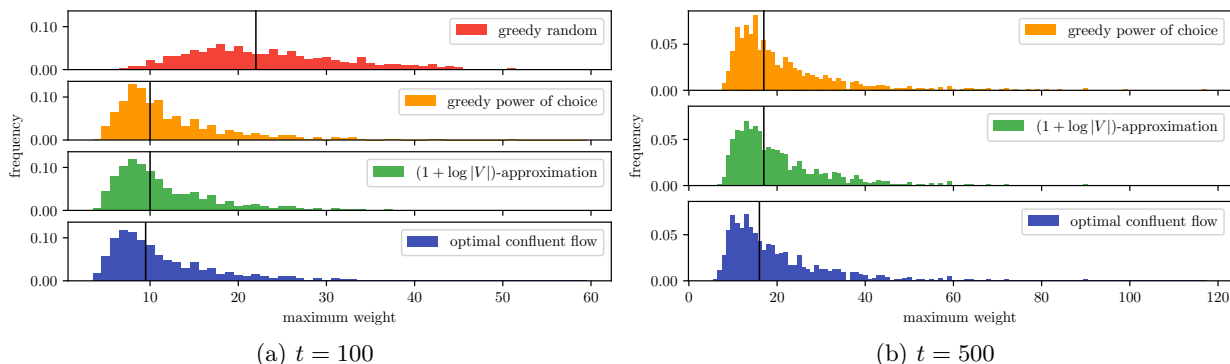 0.10
0.00
greedy random
0.10
0.00
greedy power of choice
0.10
0.00
(1 + log |V|)-approximation
0.10
0.00
optimal confluent flow
frequency
10 20 30 40 50 60
maximum weight
(a) t = 100
0.05
0.00
greedy power of choice
0.05
0.00
(1 + log |V|)-approximation
0.05
0.00
optimal confluent flow
frequency
0 20 40 60 80 100 120
maximum weight
(b) t = 500